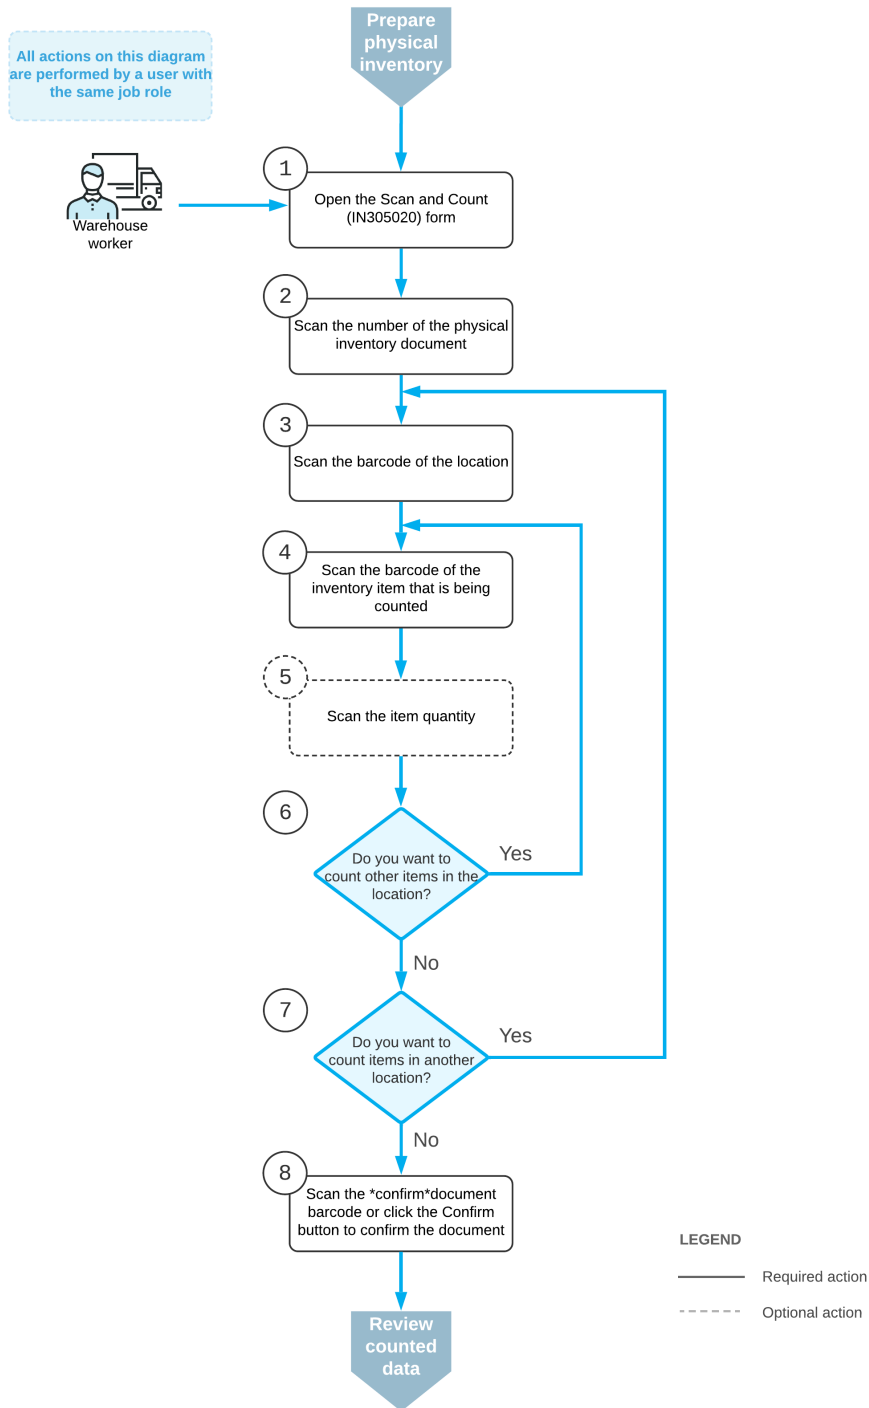 Prepare
physical
inventory
All actions on this diagram
are performed by a user with
the same job role
1
Open the Scan and Count
(IN305020) form
Warehouse
worker
2
Scan the number of the physical
inventory document
3
Scan the barcode of the location
4
Scan the barcode of the
inventory item that is being
counted
5
Scan the item quantity
6
Do you want to
count other items in the
location?
Yes
No
7
Do you want to
count items in another
location?
Yes
No
8
Scan the *confirm*document
barcode or click the Confirm
button to confirm the document
LEGEND
Required action
Optional action
Review
counted
data